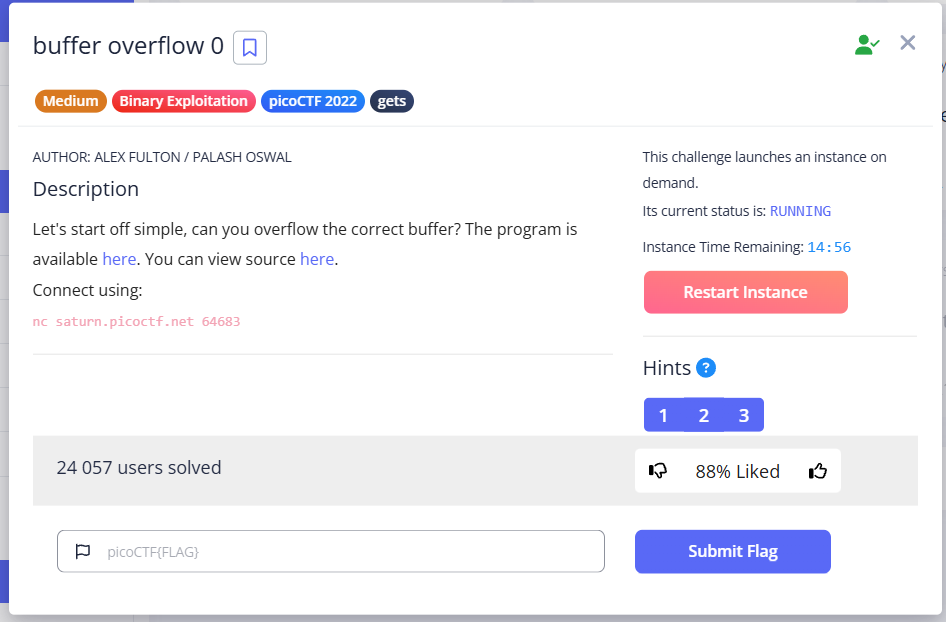 buffer overflow 0
Medium Binary Exploitation picoCTF 2022 gets
AUTHOR: ALEX FULTON / PALASH OSWAL
Description
Let's start off simple, can you overflow the correct buffer? The program is
available here. You can view source here.
Connect using:
nc saturn.picoctf.net 64683
This challenge launches an instance on
demand.
Its current status is: RUNNING
Instance Time Remaining: 14:56
Restart Instance
Hints ?
1 2 3
24 057 users solved
88% Liked
picoCTF{FLAG}
Submit Flag